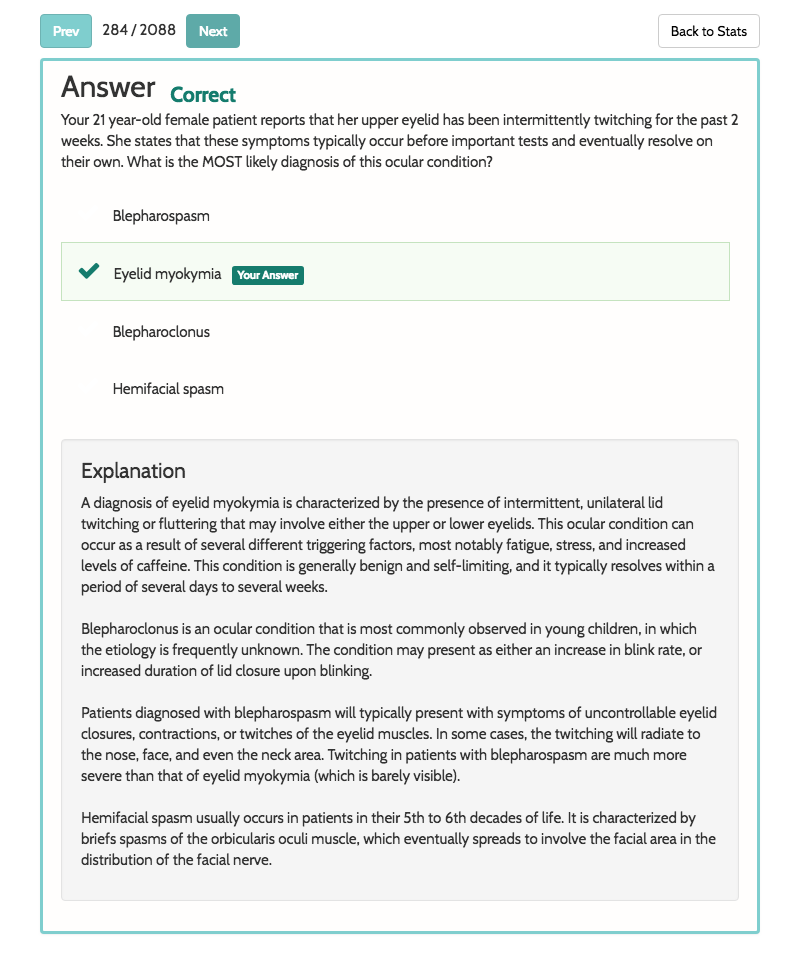 Prev 284 / 2088 Next Back to Stats
Answer Correct
Your 21 year-old female patient reports that her upper eyelid has been intermittently twitching for the past 2
weeks. She states that these symptoms typically occur before important tests and eventually resolve on
their own. What is the MOST likely diagnosis of this ocular condition?
Blepharospasm
Eyelid myokymia Your Answer
Blepharoclonus
Hemifacial spasm
Explanation
A diagnosis of eyelid myokymia is characterized by the presence of intermittent, unilateral lid
twitching or fluttering that may involve either the upper or lower eyelids. This ocular condition can
occur as a result of several different triggering factors, most notably fatigue, stress, and increased
levels of caffeine. This condition is generally benign and self-limiting, and it typically resolves within a
period of several days to several weeks.
Blepharoclonus is an ocular condition that is most commonly observed in young children, in which
the etiology is frequently unknown. The condition may present as either an increase in blink rate, or
increased duration of lid closure upon blinking.
Patients diagnosed with blepharospasm will typically present with symptoms of uncontrollable eyelid
closures, contractions, or twitches of the eyelid muscles. In some cases, the twitching will radiate to
the nose, face, and even the neck area. Twitching in patients with blepharospasm are much more
severe than that of eyelid myokymia (which is barely visible).
Hemifacial spasm usually occurs in patients in their 5th to 6th decades of life. It is characterized by
briefs spasms of the orbicularis oculi muscle, which eventually spreads to involve the facial area in the
distribution of the facial nerve.